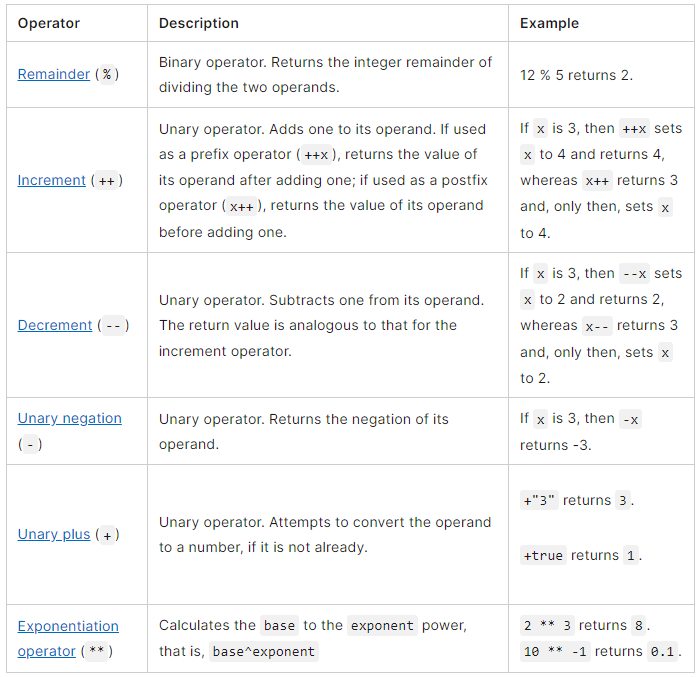 Operator Description Example
Remainder (%)
Binary operator. Returns the integer remainder of
dividing the two operands.
12 % 5 returns 2.
Increment (++)
Unary operator. Adds one to its operand. If used
as a prefix operator (++x), returns the value of
its operand after adding one; if used as a postfix
operator (x++), returns the value of its operand
before adding one.
If x is 3, then ++x sets
x to 4 and returns 4,
whereas x++ returns 3
and, only then, sets x
to 4.
Decrement (--)
Unary operator. Subtracts one from its operand.
The return value is analogous to that for the
increment operator.
If x is 3, then --x sets
x to 2 and returns 2,
whereas x-- returns 3
and, only then, sets x
to 2.
Unary negation
(-)
Unary operator. Returns the negation of its
operand.
If x is 3, then -x
returns -3.
Unary plus (+)
Unary operator. Attempts to convert the operand
to a number, if it is not already.
+"3" returns 3.
+true returns 1.
Exponentiation
operator (**)
Calculates the base to the exponent power,
that is, base^exponent
2 ** 3 returns 8.
10 ** -1 returns 0.1.